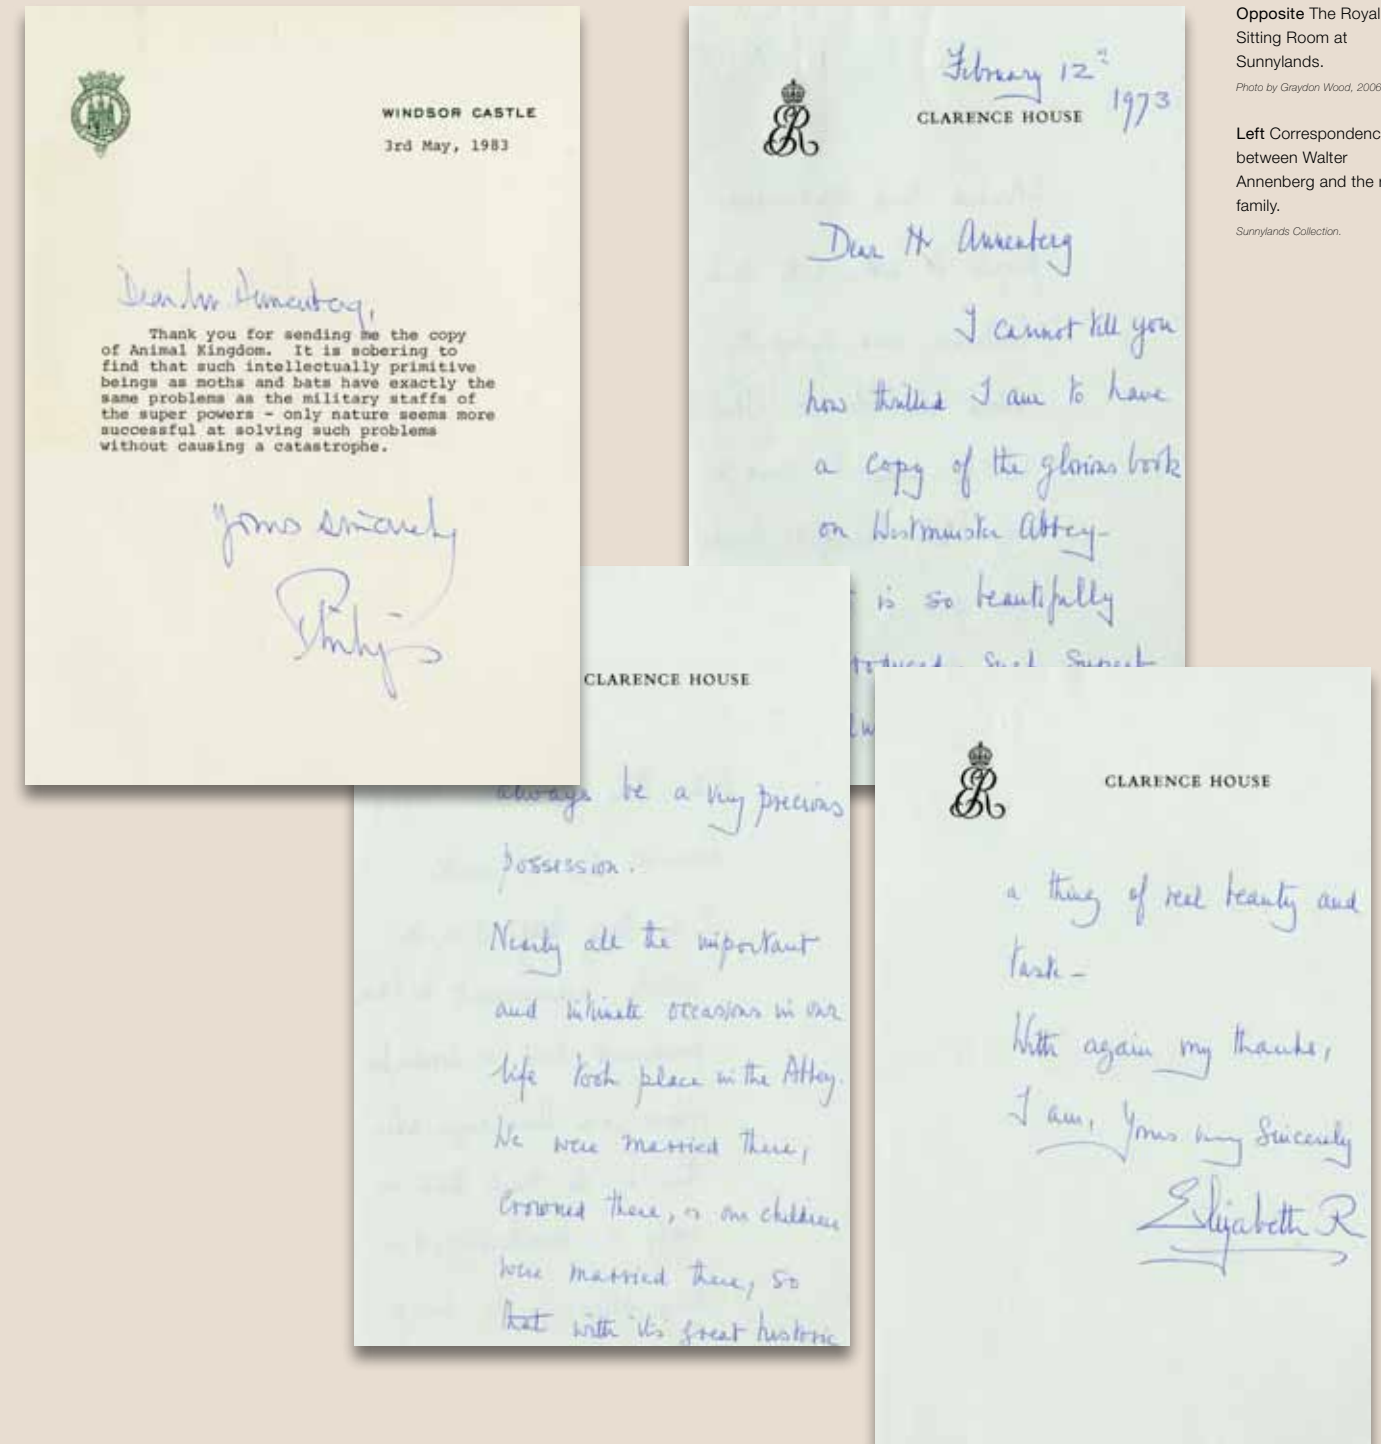 WINDSOR CASTLE
3rd May, 1983
Dear Mr Annenberg,
Thank you for sending me the copy
of Animal Kingdom. It is sobering to
find that such intellectually primitive
beings as moths and bats have exactly the
same problems as the military staffs of
the super powers - only nature seems more
successful at solving such problems
without causing a catastrophe.
Yours sincerely
Philip
February 12th
1973
CLARENCE HOUSE
Dear Mr Annenberg
I cannot tell you
how thrilled I am to have
a copy of the glorious book
on Westminster Abbey-
is so beautifully
Such Superb
CLARENCE HOUSE
always be a very precious
possession.
Nearly all the important
and intimate occasions in our
life took place in the Abbey.
We were married there,
Crowned there, & our children
were married there, so
that with its great historic
CLARENCE HOUSE
a thing of real beauty and
taste -
With again my thanks,
I am, Yours very Sincerely
Elizabeth R
Opposite The Royal
Sitting Room at
Sunnylands.
Photo by Graydon Wood, 2006
Left Correspondenc
between Walter
Annenberg and the r
family.
Sunnylands Collection.